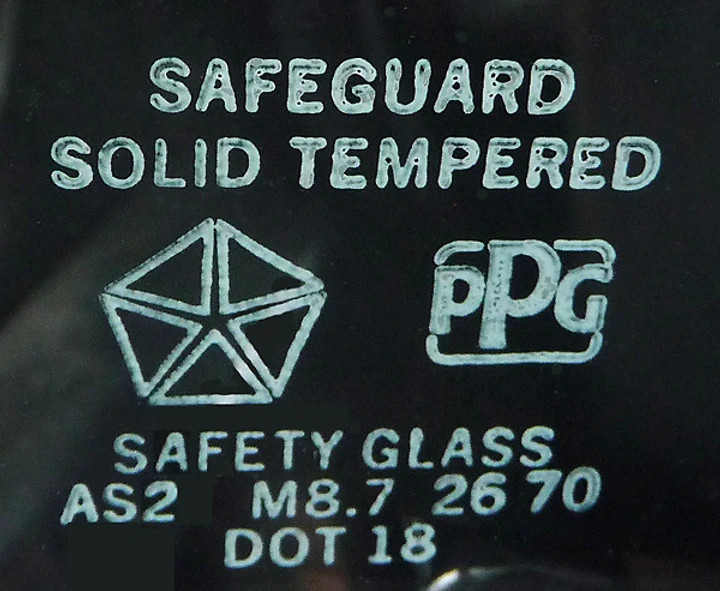 SAFEGUARD
SOLID TEMPERED
PPG
SAFETY GLASS
AS2 M8.7 26 70
DOT 18